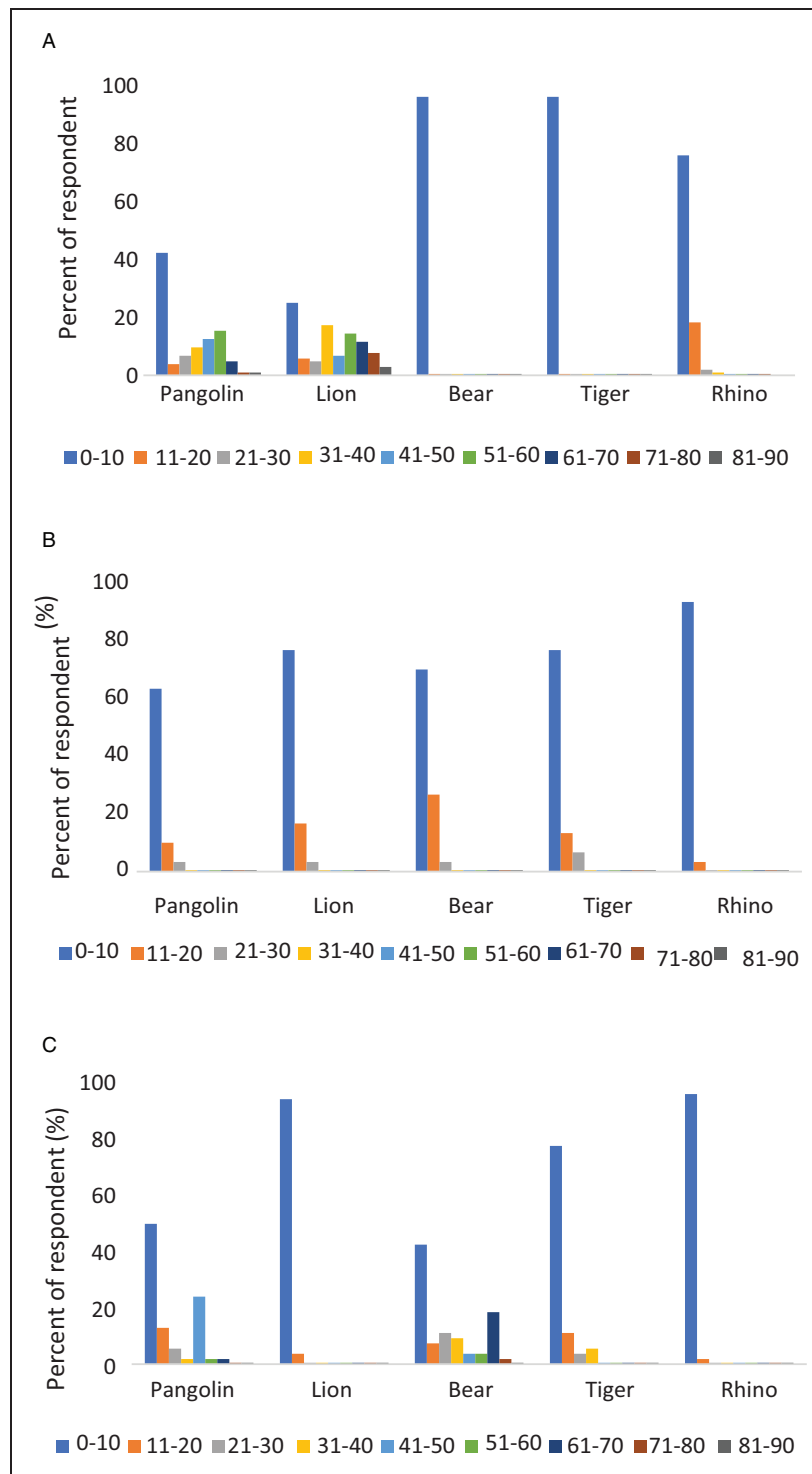 A
Percent of respondent
100
80
60
40
20
0
Pangolin Lion Bear Tiger Rhino
0-10 11-20 21-30 31-40 41-50 51-60 61-70 71-80 81-90
B
Percent of respondent (%)
100
80
60
40
20
0
Pangolin Lion Bear Tiger Rhino
0-10 11-20 21-30 31-40 41-50 51-60 61-70 71-80 81-90
C
Percent of respondent (%)
100
80
60
40
20
0
Pangolin Lion Bear Tiger Rhino
0-10 11-20 21-30 31-40 41-50 51-60 61-70 71-80 81-90